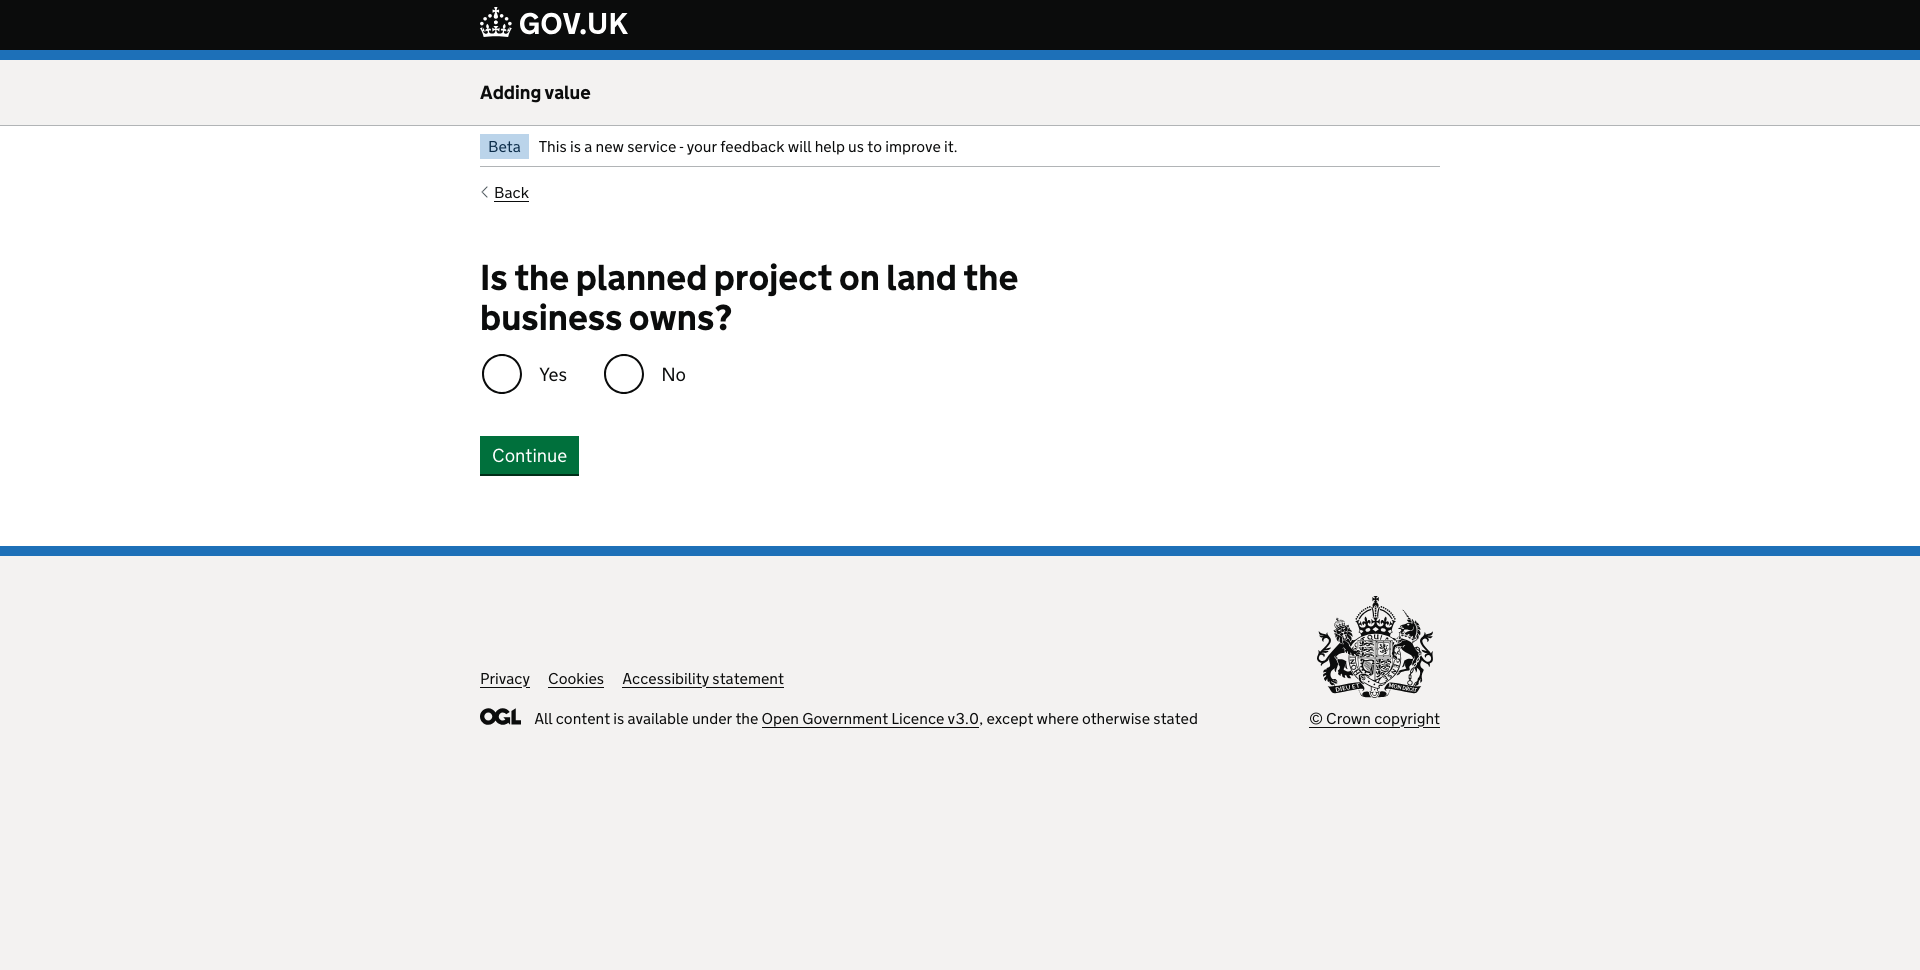 GOV.UK
Adding value
Beta This is a new service - your feedback will help us to improve it.
Back
Is the planned project on land the
business owns?
Yes No
Continue
Privacy Cookies Accessibility statement
OGL All content is available under the Open Government Licence v3.0, except where otherwise stated
© Crown copyright